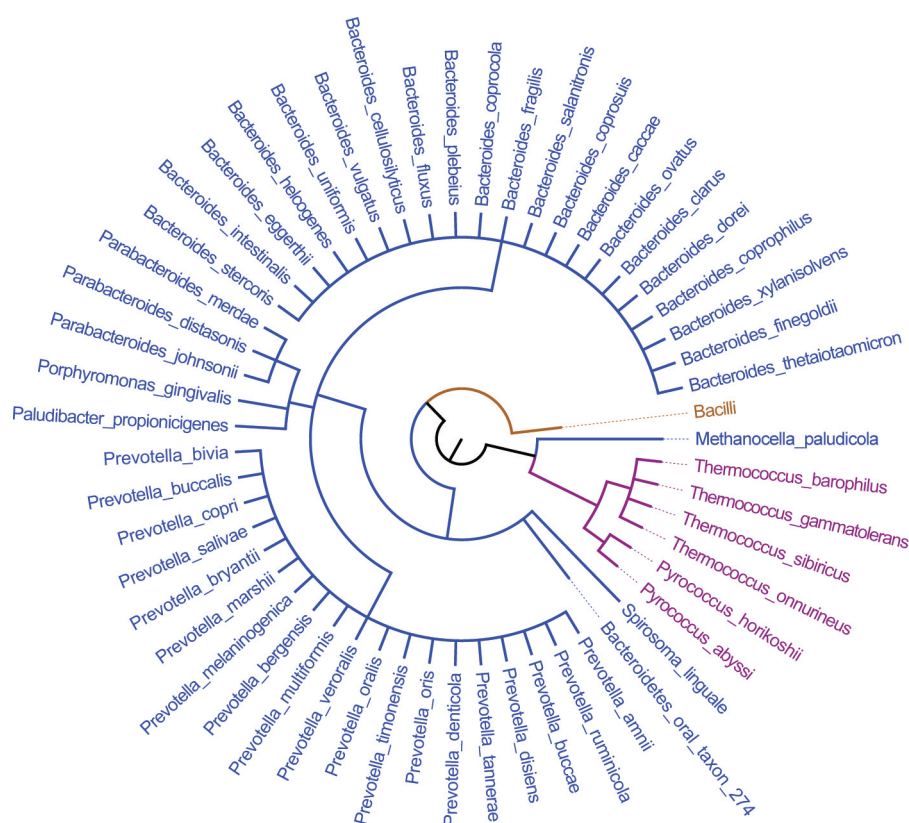 Bacteroides_cellulosilyticus
Bacteroides_fluxus
Bacteroides_plebeius
Bacteroides_coprocola
Bacteroides_fragilis
Bacteroides_salanitronis
Bacteroides_coprosuis
Bacteroides_caccae
Bacteroides_ovatus
Bacteroides_clarus
Bacteroides_dorei
Bacteroides_coprophilus
Bacteroides_xylanisolvens
Bacteroides_finegoldii
Bacteroides_thetaiotaomicron
Bacilli
Methanocella_paludicola
Thermococcus_barophilus
Thermococcus_gammatolerans
Thermococcus_sibiricus
Thermococcus_onnurineus
Pyrococcus_horikoshii
Pyrococcus_abyssi
Spirosoma_linguale
Bacteroidetes_oral_taxon_274
Prevotella_amnii
Prevotella_ruminicola
Prevotella_buccae
Prevotella_disiens
Prevotella_tannerae
Prevotella_denticola
Prevotella_oris
Prevotella_timonensis
Prevotella_oralis
Prevotella_veroralis
Prevotella_multiformis
Prevotella_bergensis
Prevotella_melaninogenica
Prevotella_marshii
Prevotella_bryantii
Prevotella_salivae
Prevotella_copri
Prevotella_buccalis
Prevotella_bivia
Paludibacter_propionicigenes
Porphyromonas_gingivalis
Parabacteroides_johnsonii
Parabacteroides_distasonis
Parabacteroides_merdae
Bacteroides_stercoris
Bacteroides_intestinalis
Bacteroides_eggerthii
Bacteroides_helcogenes
Bacteroides_uniformis
Bacteroides_vulgatus